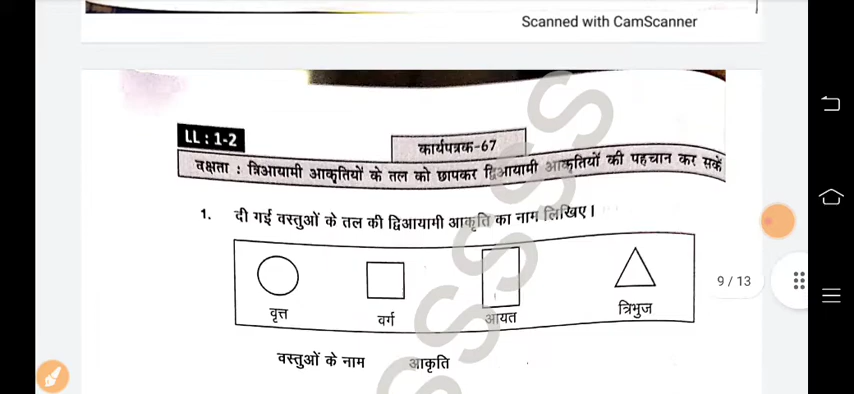 Scanned with CamScanner
LL : 1-2
कार्यपत्रक-67
दक्षता : त्रिआयामी आकृतियों के तल को छापकर द्विआयामी आकृतियों की पहचान कर सकें
1. दी गई वस्तुओं के तल की द्विआयायी आकृति का नाम लिखिए।
वृत्त वर्ग आयत त्रिभुज
9 / 13
वस्तुओं के नाम आकृति